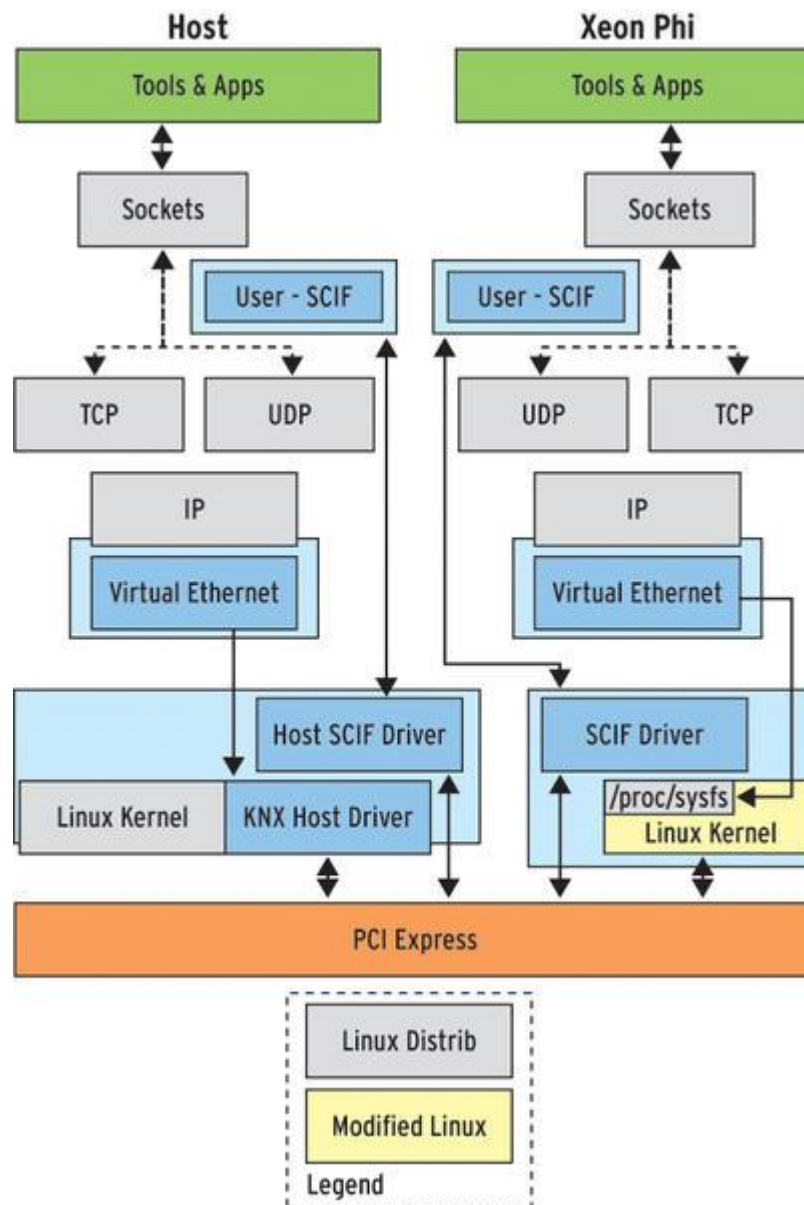 Host
Xeon Phi
Tools & Apps
Tools & Apps
Sockets
Sockets
User - SCIF
User - SCIF
TCP
UDP
UDP
TCP
IP
IP
Virtual Ethernet
Virtual Ethernet
Host SCIF Driver
SCIF Driver
/proc/sysfs
Linux Kernel
KNX Host Driver
Linux Kernel
PCI Express
Linux Distrib
Modified Linux
Legend